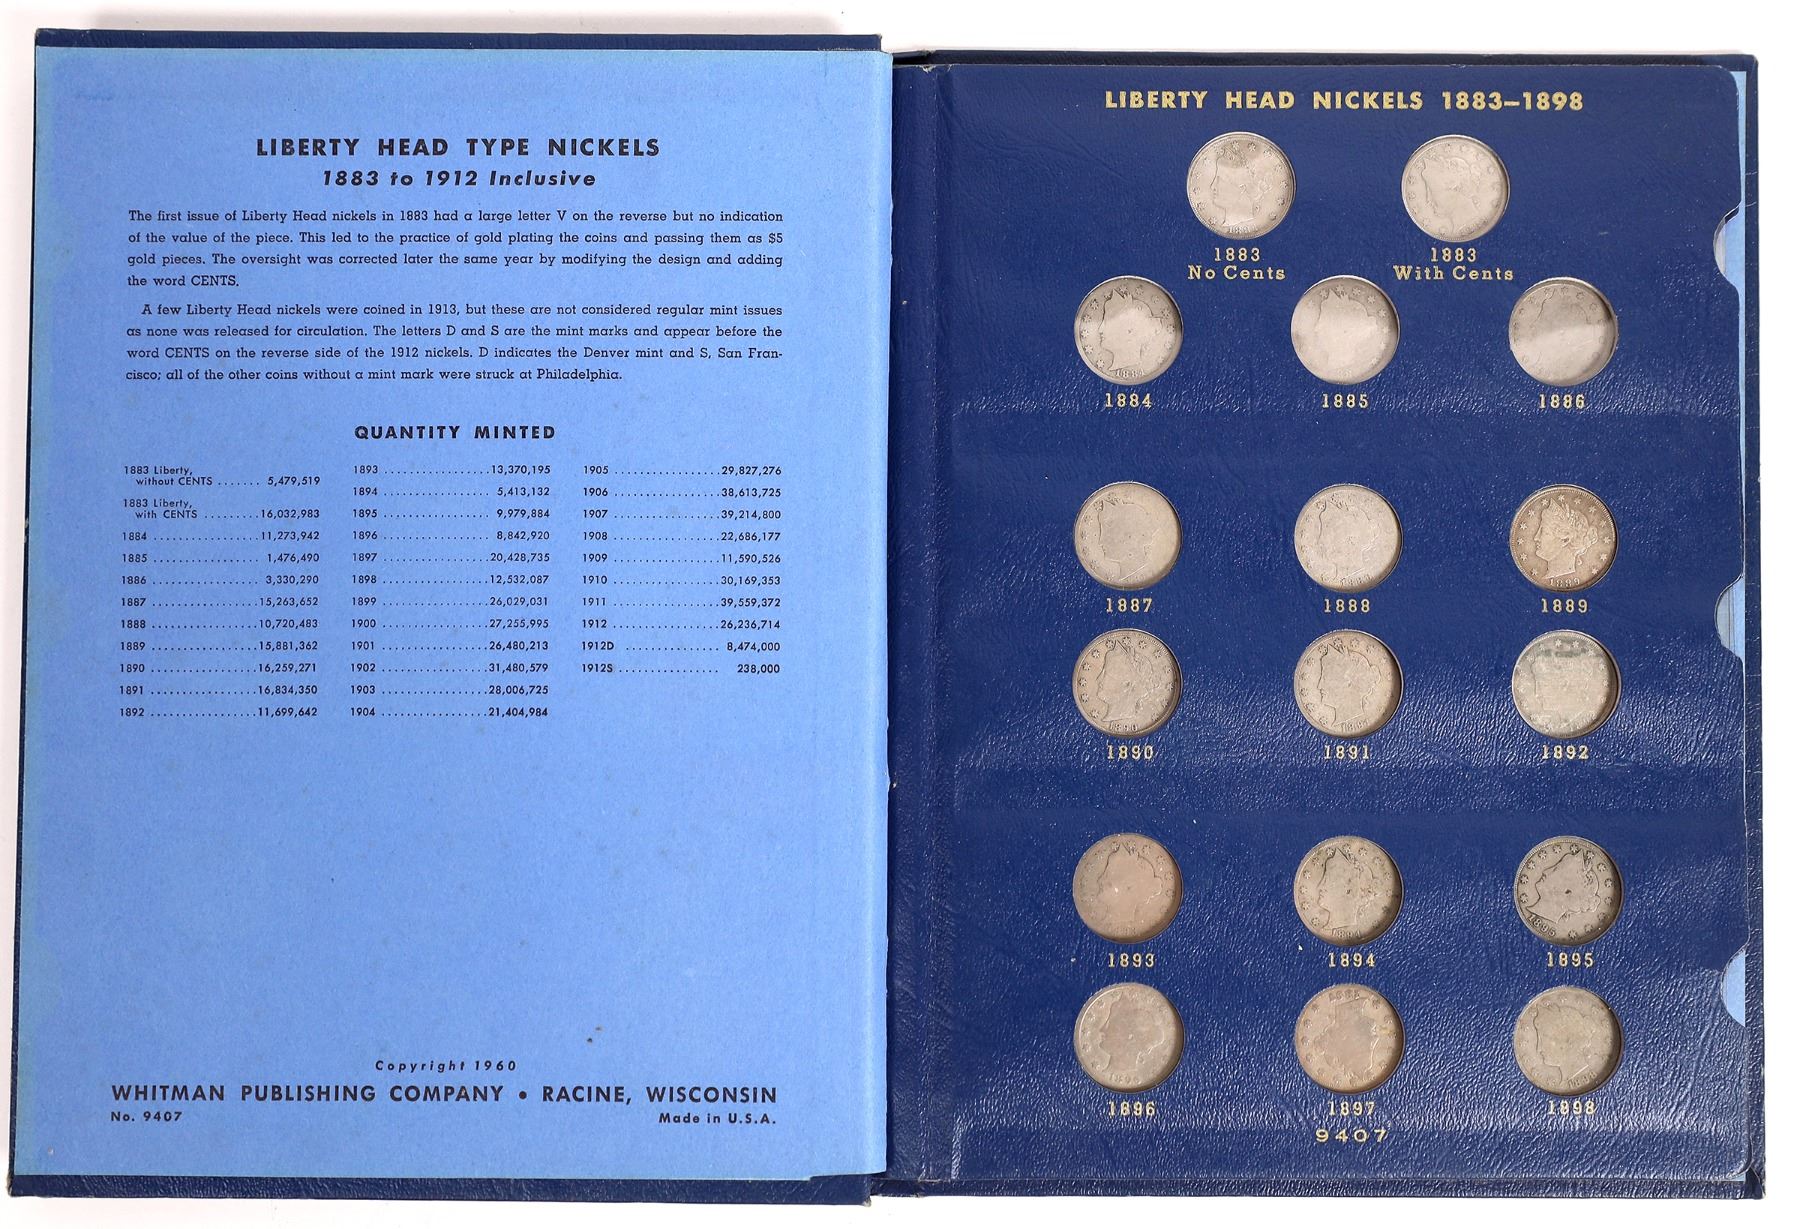 LIBERTY HEAD TYPE NICKELS
1883 to 1912 Inclusive
The first issue of Liberty Head nickels in 1883 had a large letter V on the reverse but no indication
of the value of the piece. This led to the practice of gold plating the coins and passing them as $5
gold pieces. The oversight was corrected later the same year by modifying the design and adding
the word CENTS.
A few Liberty Head nickels were coined in 1913, but these are not considered regular mint issues
as none was released for circulation. The letters D and S are the mint marks and appear before the
word CENTS on the reverse side of the 1912 nickels. D indicates the Denver mint and S, San Fran-
cisco; all of the other coins without a mint mark were struck at Philadelphia.
QUANTITY MINTED
1883 Liberty,
without CENTS ....... 5,479,519
1883 Liberty,
with CENTS .........16,032,983
1884 .................11,273,942
1885 ................. 1,476,490
1886 ................. 3,330,290
1887 .................15,263,652
1888 .................10,720,483
1889 .................15,881,362
1890 .................16,259,271
1891 .................16,834,350
1892 .................11,699,642
1893 .................13,370,195
1894 ................. 5,413,132
1895 ................. 9,979,884
1896 ................. 8,842,920
1897 .................20,428,735
1898 .................12,532,087
1899 .................26,029,031
1900 .................27,255,995
1901 .................26,480,213
1902 .................31,480,579
1903 .................28,006,725
1904 .................21,404,984
1905 .................29,827,276
1906 .................38,613,725
1907 .................39,214,800
1908 .................22,686,177
1909 .................11,590,526
1910 .................30,169,353
1911 .................39,559,372
1912 .................26,236,714
1912D ............... 8,474,000
1912S ................ 238,000
Copyright 1960
WHITMAN PUBLISHING COMPANY • RACINE, WISCONSIN
No. 9407 Made in U.S.A.
LIBERTY HEAD NICKELS 1883–1898
1883 1883
No Cents With Cents
1884
1884 1885 1886
1889
1887 1888 1889
1890
1890 1891 1892
1894 1895
1893 1894 1895
1896 1897 1898
9407